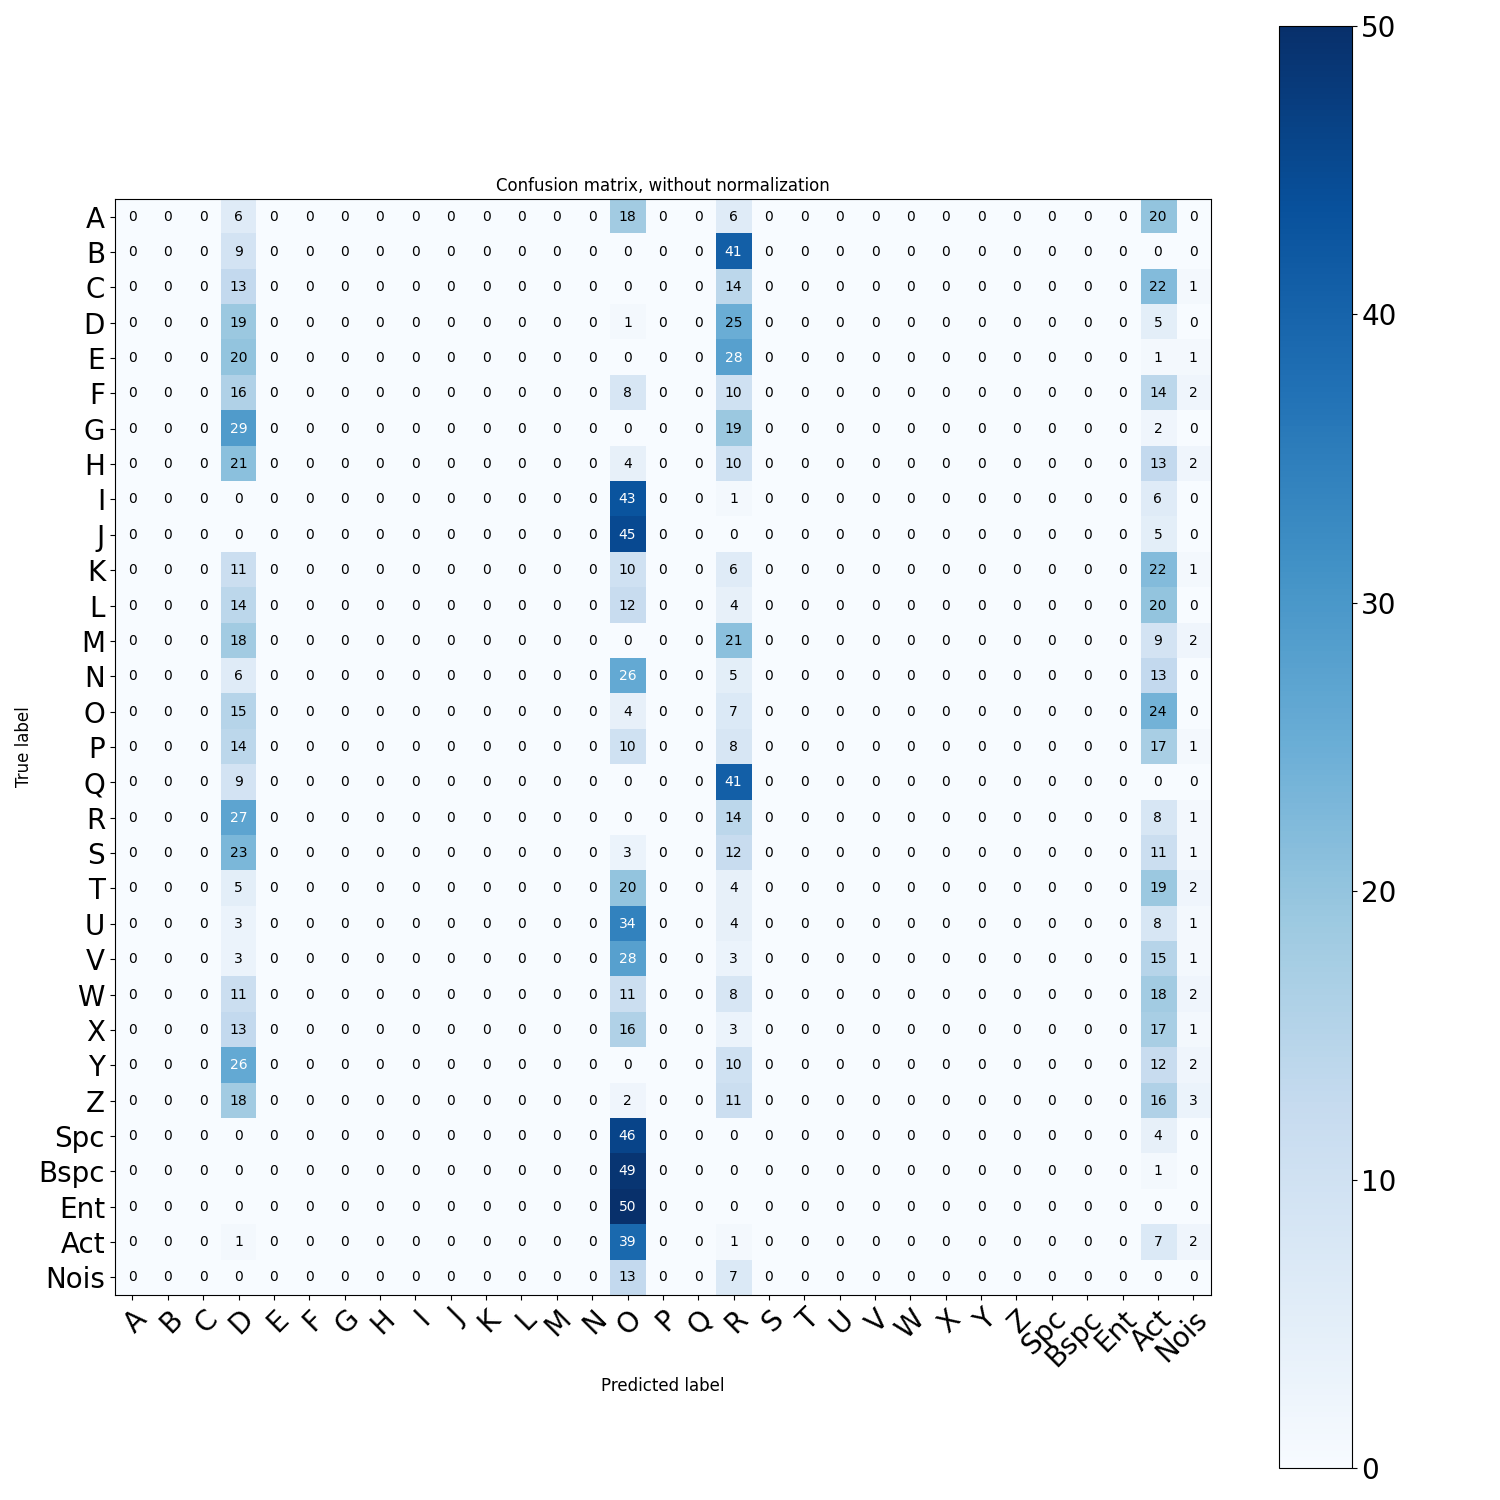 Confusion matrix, without normalization
A 0 0 0 6 0 0 0 0 0 0 0 0 0 0 18 0 0 6 0 0 0 0 0 0 0 0 0 0 0 20 0
B 0 0 0 9 0 0 0 0 0 0 0 0 0 0 0 0 0 41 0 0 0 0 0 0 0 0 0 0 0 0 0
C 0 0 0 13 0 0 0 0 0 0 0 0 0 0 0 0 0 14 0 0 0 0 0 0 0 0 0 0 0 22 1
D 0 0 0 19 0 0 0 0 0 0 0 0 0 0 1 0 0 25 0 0 0 0 0 0 0 0 0 0 0 5 0
E 0 0 0 20 0 0 0 0 0 0 0 0 0 0 0 0 0 28 0 0 0 0 0 0 0 0 0 0 0 1 1
F 0 0 0 16 0 0 0 0 0 0 0 0 0 0 8 0 0 10 0 0 0 0 0 0 0 0 0 0 0 14 2
G 0 0 0 29 0 0 0 0 0 0 0 0 0 0 0 0 0 19 0 0 0 0 0 0 0 0 0 0 0 2 0
H 0 0 0 21 0 0 0 0 0 0 0 0 0 0 4 0 0 10 0 0 0 0 0 0 0 0 0 0 0 13 2
I 0 0 0 0 0 0 0 0 0 0 0 0 0 0 43 0 0 1 0 0 0 0 0 0 0 0 0 0 0 6 0
J 0 0 0 0 0 0 0 0 0 0 0 0 0 0 45 0 0 0 0 0 0 0 0 0 0 0 0 0 0 5 0
K 0 0 0 11 0 0 0 0 0 0 0 0 0 0 10 0 0 6 0 0 0 0 0 0 0 0 0 0 0 22 1
L 0 0 0 14 0 0 0 0 0 0 0 0 0 0 12 0 0 4 0 0 0 0 0 0 0 0 0 0 0 20 0
M 0 0 0 18 0 0 0 0 0 0 0 0 0 0 0 0 0 21 0 0 0 0 0 0 0 0 0 0 0 9 2
N 0 0 0 6 0 0 0 0 0 0 0 0 0 0 26 0 0 5 0 0 0 0 0 0 0 0 0 0 0 13 0
O 0 0 0 15 0 0 0 0 0 0 0 0 0 0 4 0 0 7 0 0 0 0 0 0 0 0 0 0 0 24 0
P 0 0 0 14 0 0 0 0 0 0 0 0 0 0 10 0 0 8 0 0 0 0 0 0 0 0 0 0 0 17 1
Q 0 0 0 9 0 0 0 0 0 0 0 0 0 0 0 0 0 41 0 0 0 0 0 0 0 0 0 0 0 0 0
R 0 0 0 27 0 0 0 0 0 0 0 0 0 0 0 0 0 14 0 0 0 0 0 0 0 0 0 0 0 8 1
S 0 0 0 23 0 0 0 0 0 0 0 0 0 0 3 0 0 12 0 0 0 0 0 0 0 0 0 0 0 11 1
T 0 0 0 5 0 0 0 0 0 0 0 0 0 0 20 0 0 4 0 0 0 0 0 0 0 0 0 0 0 19 2
U 0 0 0 3 0 0 0 0 0 0 0 0 0 0 34 0 0 4 0 0 0 0 0 0 0 0 0 0 0 8 1
V 0 0 0 3 0 0 0 0 0 0 0 0 0 0 28 0 0 3 0 0 0 0 0 0 0 0 0 0 0 15 1
W 0 0 0 11 0 0 0 0 0 0 0 0 0 0 11 0 0 8 0 0 0 0 0 0 0 0 0 0 0 18 2
X 0 0 0 13 0 0 0 0 0 0 0 0 0 0 16 0 0 3 0 0 0 0 0 0 0 0 0 0 0 17 1
Y 0 0 0 26 0 0 0 0 0 0 0 0 0 0 0 0 0 10 0 0 0 0 0 0 0 0 0 0 0 12 2
Z 0 0 0 18 0 0 0 0 0 0 0 0 0 0 2 0 0 11 0 0 0 0 0 0 0 0 0 0 0 16 3
Spc 0 0 0 0 0 0 0 0 0 0 0 0 0 0 46 0 0 0 0 0 0 0 0 0 0 0 0 0 0 4 0
Bspc 0 0 0 0 0 0 0 0 0 0 0 0 0 0 49 0 0 0 0 0 0 0 0 0 0 0 0 0 0 1 0
Ent 0 0 0 0 0 0 0 0 0 0 0 0 0 0 50 0 0 0 0 0 0 0 0 0 0 0 0 0 0 0 0
Act 0 0 0 1 0 0 0 0 0 0 0 0 0 0 39 0 0 1 0 0 0 0 0 0 0 0 0 0 0 7 2
Nois 0 0 0 0 0 0 0 0 0 0 0 0 0 0 13 0 0 7 0 0 0 0 0 0 0 0 0 0 0 0 0
A B C D E F G H I J K L M N O P Q R S T U V W X Y Z Spc Bspc Ent Act Nois
Predicted label
True label
50
40
30
20
10
0